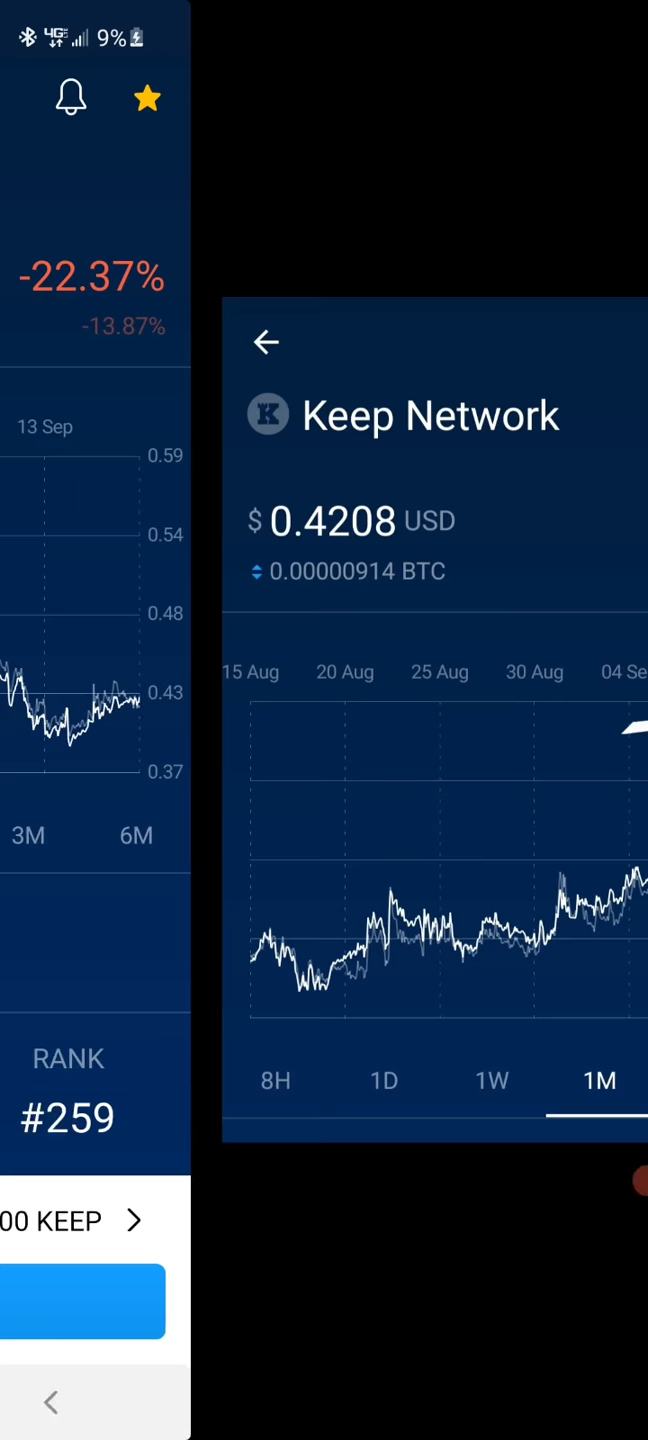 4G 9%
-22.37%
-13.87%
13 Sep
0.59
0.54
0.48
0.43
0.37
3M 6M
RANK
#259
00 KEEP
K Keep Network
$ 0.4208 USD
0.00000914 BTC
15 Aug 20 Aug 25 Aug 30 Aug 04 Se
8H 1D 1W 1M